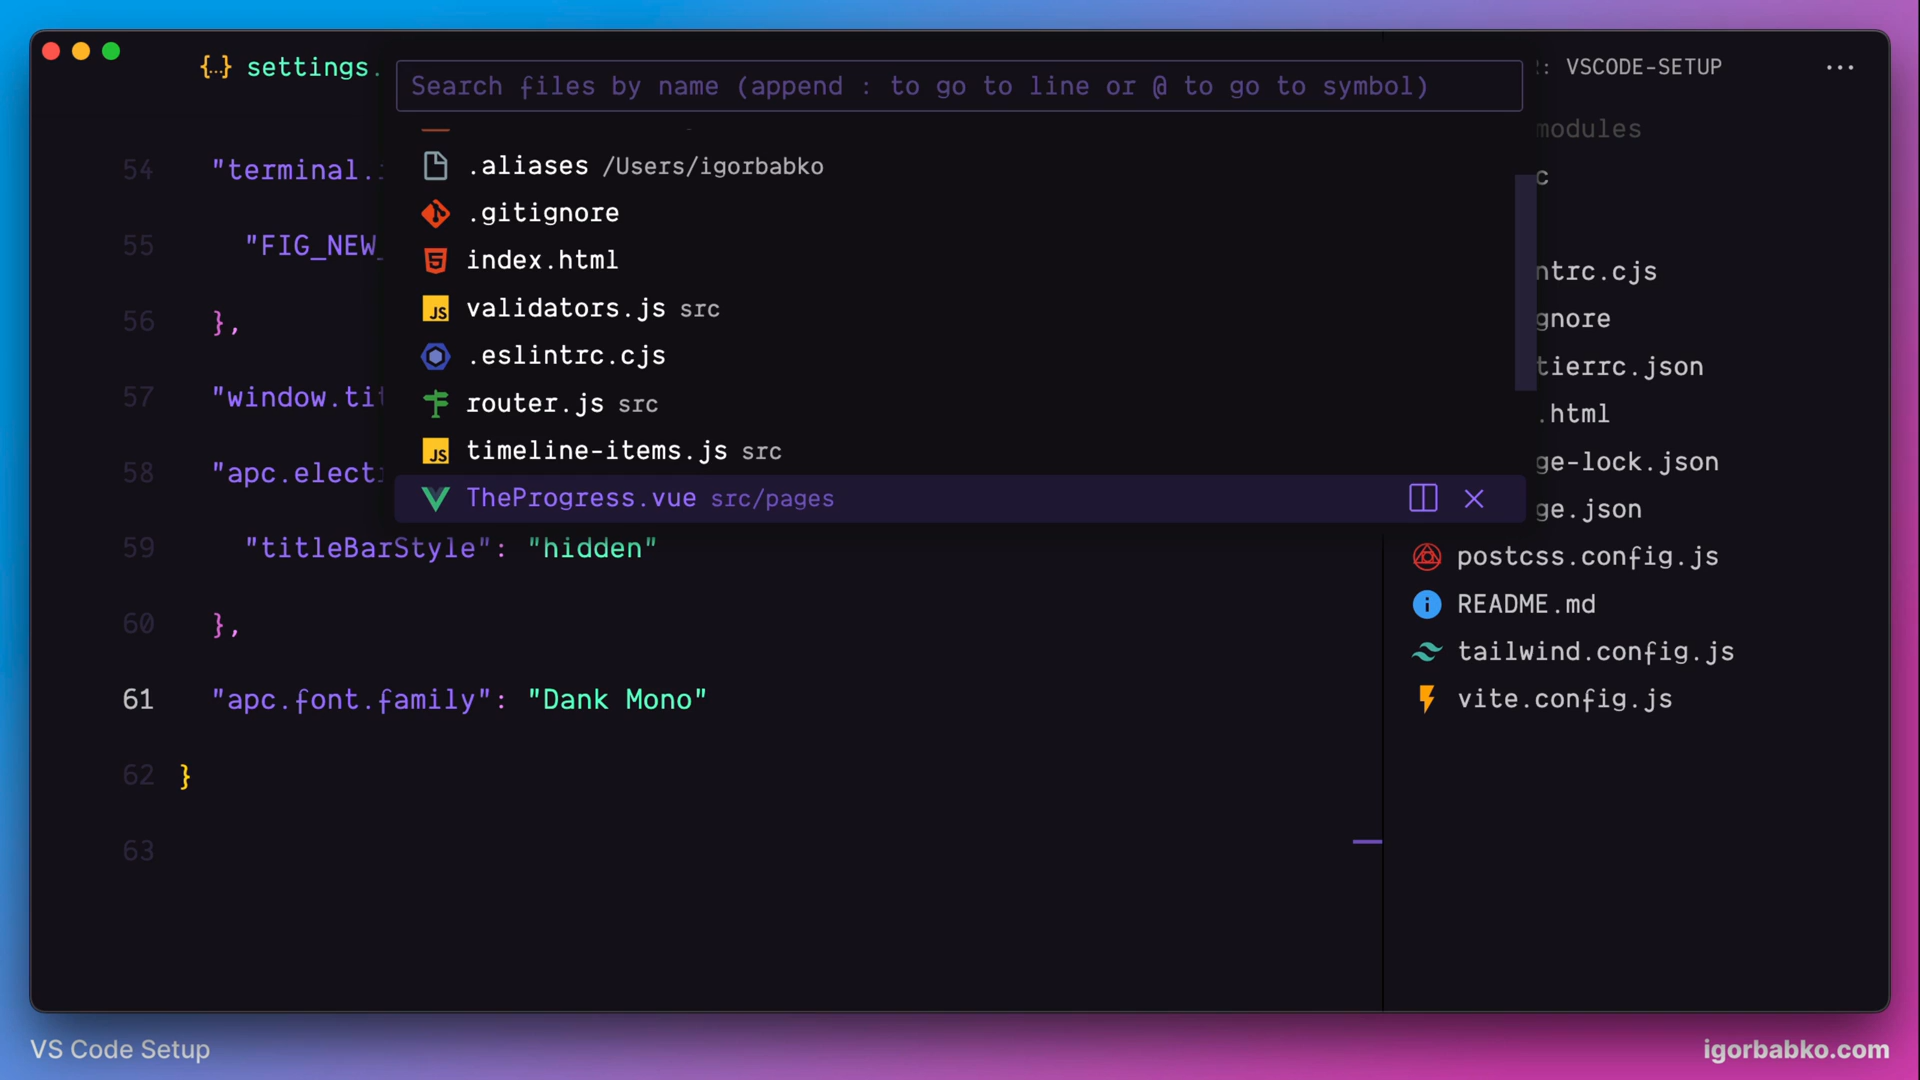 {..} settings.
Search files by name (append : to go to line or @ to go to symbol)
: VSCODE-SETUP
.aliases /Users/igorbabko
.gitignore
index.html
validators.js src
.eslintrc.cjs
router.js src
timeline-items.js src
TheProgress.vue src/pages
54 "terminal.
55 "FIG_NEW_
56 },
57 "window.tit
58 "apc.elect
59 "titleBarStyle": "hidden"
60 },
61 "apc.font.family": "Dank Mono"
62 }
63
modules
c
ntrc.cjs
gnore
tierrc.json
.html
ge-lock.json
ge.json
postcss.config.js
README.md
tailwind.config.js
vite.config.js
VS Code Setup
igorbabko.com